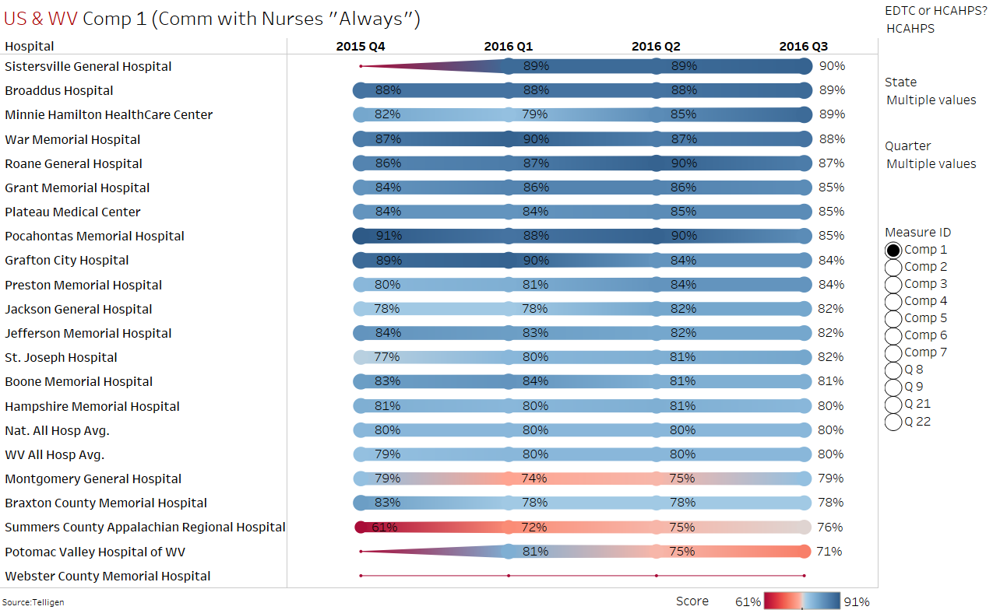 US & WV Comp 1 (Comm with Nurses "Always")
EDTC or HCAHPS?
HCAHPS
Hospital 2015 Q4 2016 Q1 2016 Q2 2016 Q3
Sistersville General Hospital 89% 89% 90%
Broaddus Hospital 88% 88% 88% 89%
State
Multiple values
Minnie Hamilton HealthCare Center 82% 79% 85% 89%
War Memorial Hospital 87% 90% 87% 88%
Quarter
Multiple values
Roane General Hospital 86% 87% 90% 87%
Grant Memorial Hospital 84% 86% 86% 85%
Plateau Medical Center 84% 84% 85% 85%
Pocahontas Memorial Hospital 91% 88% 90% 85%
Grafton City Hospital 89% 90% 84% 84%
Preston Memorial Hospital 80% 81% 84% 84%
Jackson General Hospital 78% 78% 82% 82%
Jefferson Memorial Hospital 84% 83% 82% 82%
St. Joseph Hospital 77% 80% 81% 82%
Boone Memorial Hospital 83% 84% 81% 81%
Hampshire Memorial Hospital 81% 80% 81% 80%
Nat. All Hosp Avg. 80% 80% 80% 80%
WV All Hosp Avg. 79% 80% 80% 80%
Montgomery General Hospital 79% 74% 75% 79%
Braxton County Memorial Hospital 83% 78% 78% 78%
Summers County Appalachian Regional Hospital 61% 72% 75% 76%
Potomac Valley Hospital of WV 81% 75% 71%
Webster County Memorial Hospital
Measure ID
Comp 1
Comp 2
Comp 3
Comp 4
Comp 5
Comp 6
Comp 7
Q 8
Q 9
Q 21
Q 22
Source:Telligen
Score 61% 91%